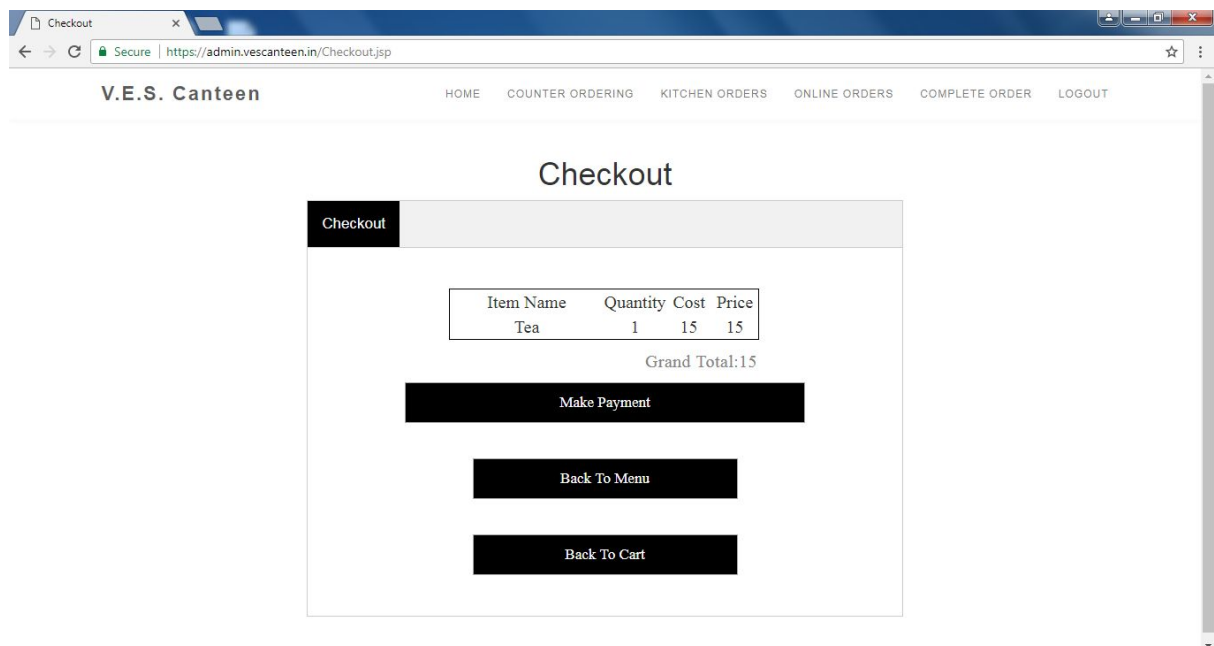 Checkout
Secure | https://admin.vescanteen.in/Checkout.jsp
V.E.S. Canteen HOME COUNTER ORDERING KITCHEN ORDERS ONLINE ORDERS COMPLETE ORDER LOGOUT
Checkout
Checkout
Item Name Quantity Cost Price
Tea 1 15 15
Grand Total:15
Make Payment
Back To Menu
Back To Cart